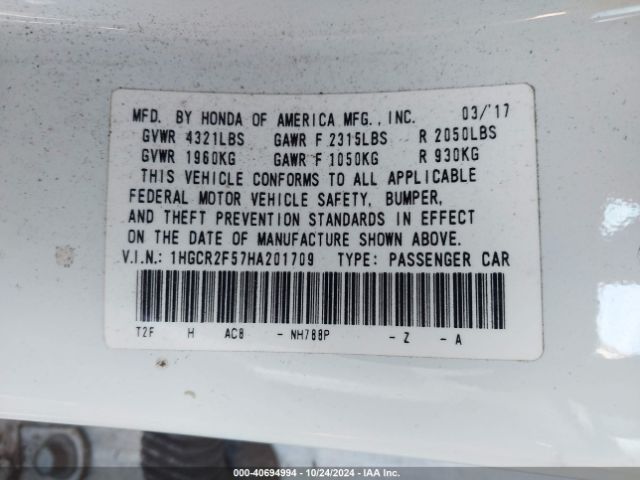 MFD. BY HONDA OF AMERICA MFG., INC. 03/'17
GVWR 4321LBS GAWR F 2315LBS R 2050LBS
GVWR 1960KG GAWR F 1050KG R 930KG
THIS VEHICLE CONFORMS TO ALL APPLICABLE
FEDERAL MOTOR VEHICLE SAFETY, BUMPER,
AND THEFT PREVENTION STANDARDS IN EFFECT
ON THE DATE OF MANUFACTURE SHOWN ABOVE.
V.I.N.: 1HGCR2F57HA201709 TYPE: PASSENGER CAR
T2F H AC8 - NH788P - Z - A
000-40694994 - 10/24/2024 - IAA Inc.